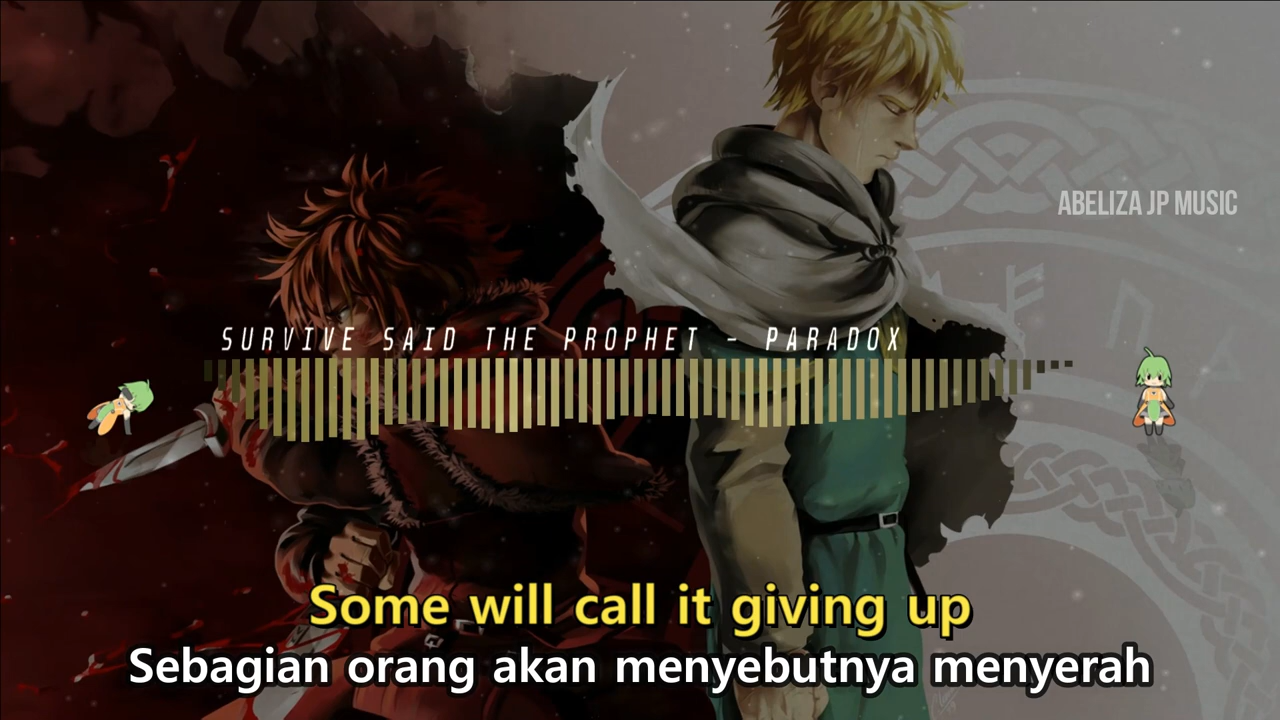 ABELIZA JP MUSIC
SURVIVE SAID THE PROPHET - PARADOX
Some will call it giving up
Sebagian orang akan menyebutnya menyerah